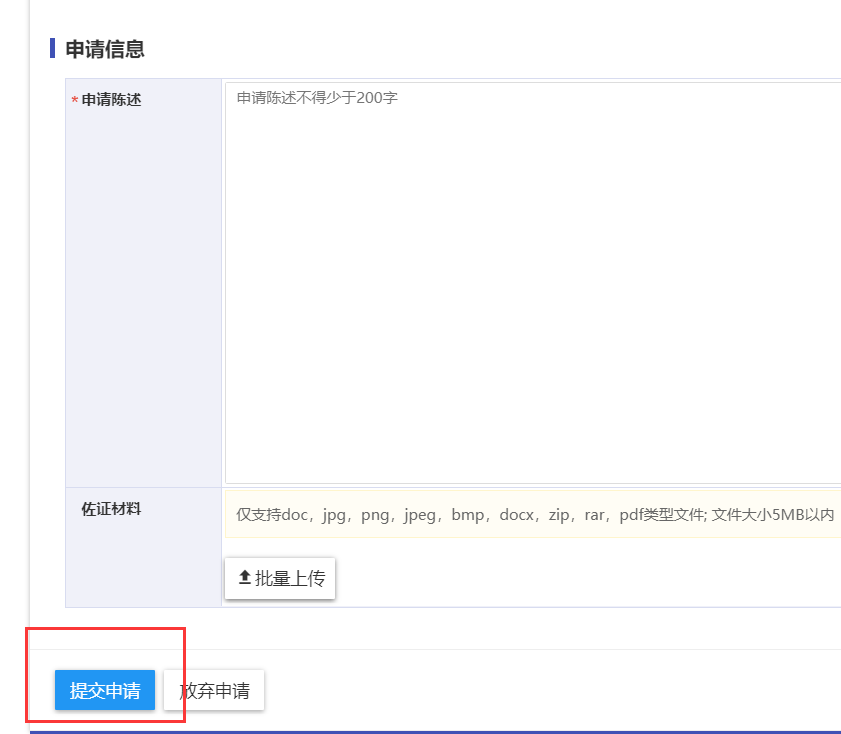 申请信息
*申请陈述
申请陈述不得少于200字
佐证材料
仅支持doc，jpg，png，jpeg，bmp，docx，zip，rar，pdf类型文件; 文件大小5MB以内
批量上传
提交申请 放弃申请